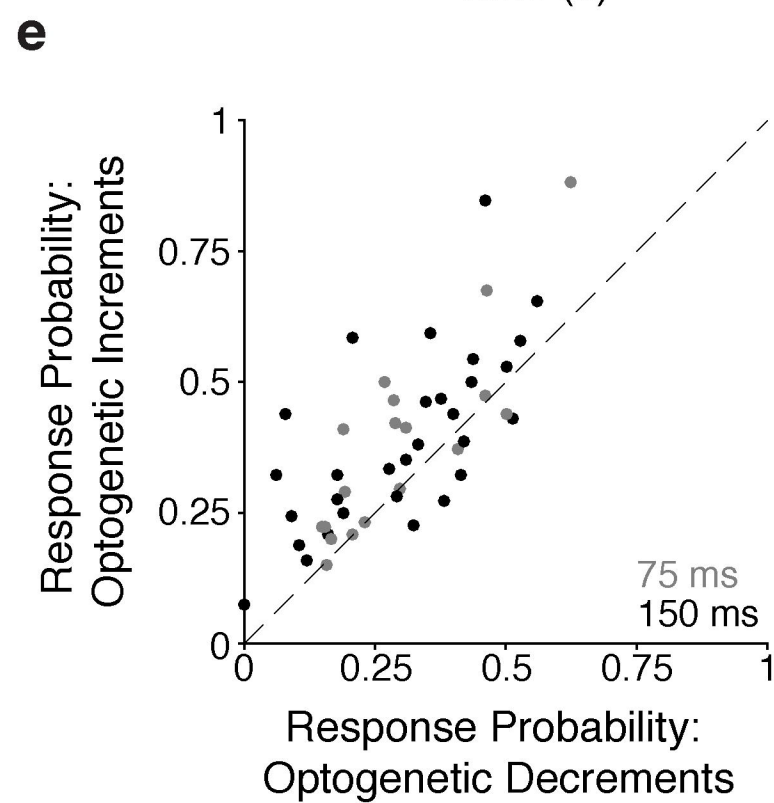 e
Response Probability:
Optogenetic Increments
1
0.75
0.5
0.25
0
75 ms
150 ms
0
0.25
0.5
0.75
1
Response Probability:
Optogenetic Decrements